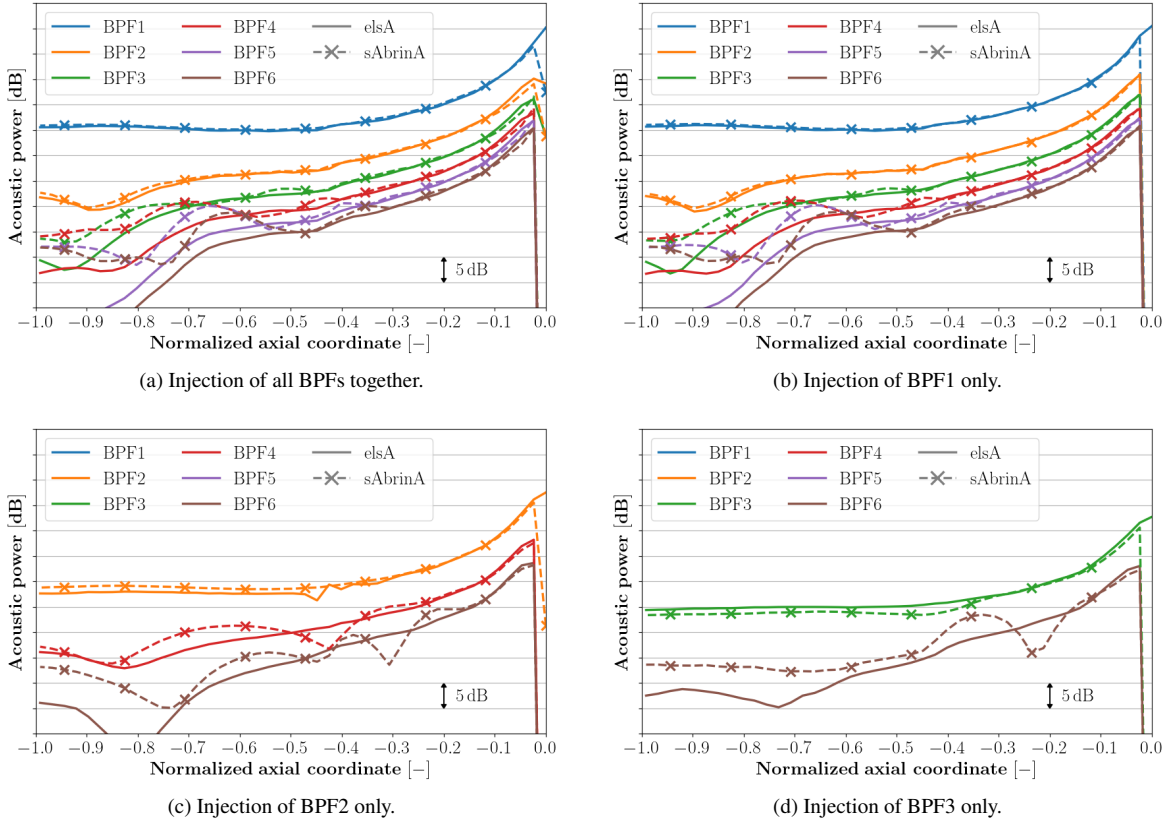 BPF1 BPF4 elsA
BPF2 BPF5 sAbrinA
BPF3 BPF6
Acoustic power [dB]
5 dB
−1.0 −0.9 −0.8 −0.7 −0.6 −0.5 −0.4 −0.3 −0.2 −0.1 0.0
Normalized axial coordinate [−]
(a) Injection of all BPFs together.
BPF1 BPF4 elsA
BPF2 BPF5 sAbrinA
BPF3 BPF6
Acoustic power [dB]
5 dB
−1.0 −0.9 −0.8 −0.7 −0.6 −0.5 −0.4 −0.3 −0.2 −0.1 0.0
Normalized axial coordinate [−]
(b) Injection of BPF1 only.
BPF1 BPF4 elsA
BPF2 BPF5 sAbrinA
BPF3 BPF6
Acoustic power [dB]
5 dB
−1.0 −0.9 −0.8 −0.7 −0.6 −0.5 −0.4 −0.3 −0.2 −0.1 0.0
Normalized axial coordinate [−]
(c) Injection of BPF2 only.
BPF1 BPF4 elsA
BPF2 BPF5 sAbrinA
BPF3 BPF6
Acoustic power [dB]
5 dB
−1.0 −0.9 −0.8 −0.7 −0.6 −0.5 −0.4 −0.3 −0.2 −0.1 0.0
Normalized axial coordinate [−]
(d) Injection of BPF3 only.